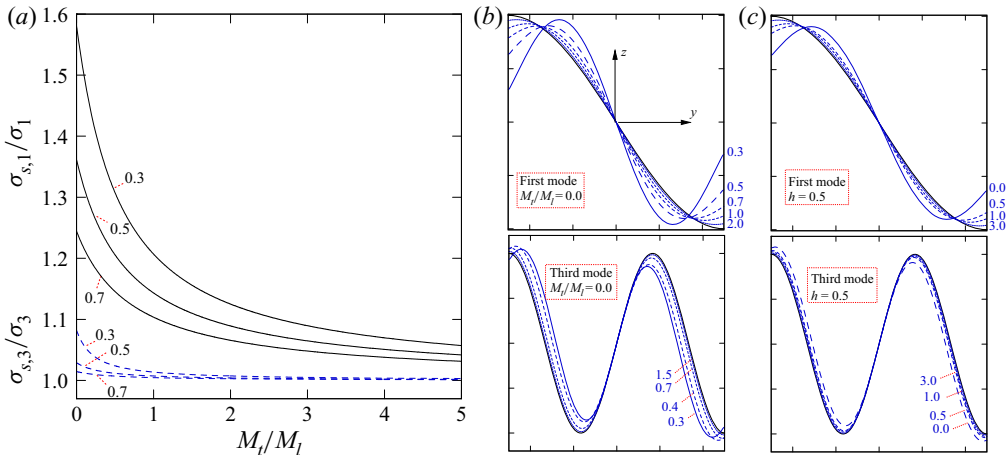 (a)
1.6
1.5
1.4
1.3
1.2
1.1
1.0
σs,1/σ1
σs,3/σ3
0.3
0.5
0.7
0.3
0.5
0.7
0 1 2 3 4 5
Mt/Ml
(b)
z
y
First mode
Mt/Ml = 0.0
0.3
0.5
0.7
1.0
2.0
Third mode
Mt/Ml = 0.0
1.5
0.7
0.4
0.3
(c)
First mode
h = 0.5
0.0
0.5
1.0
3.0
Third mode
h = 0.5
3.0
1.0
0.5
0.0